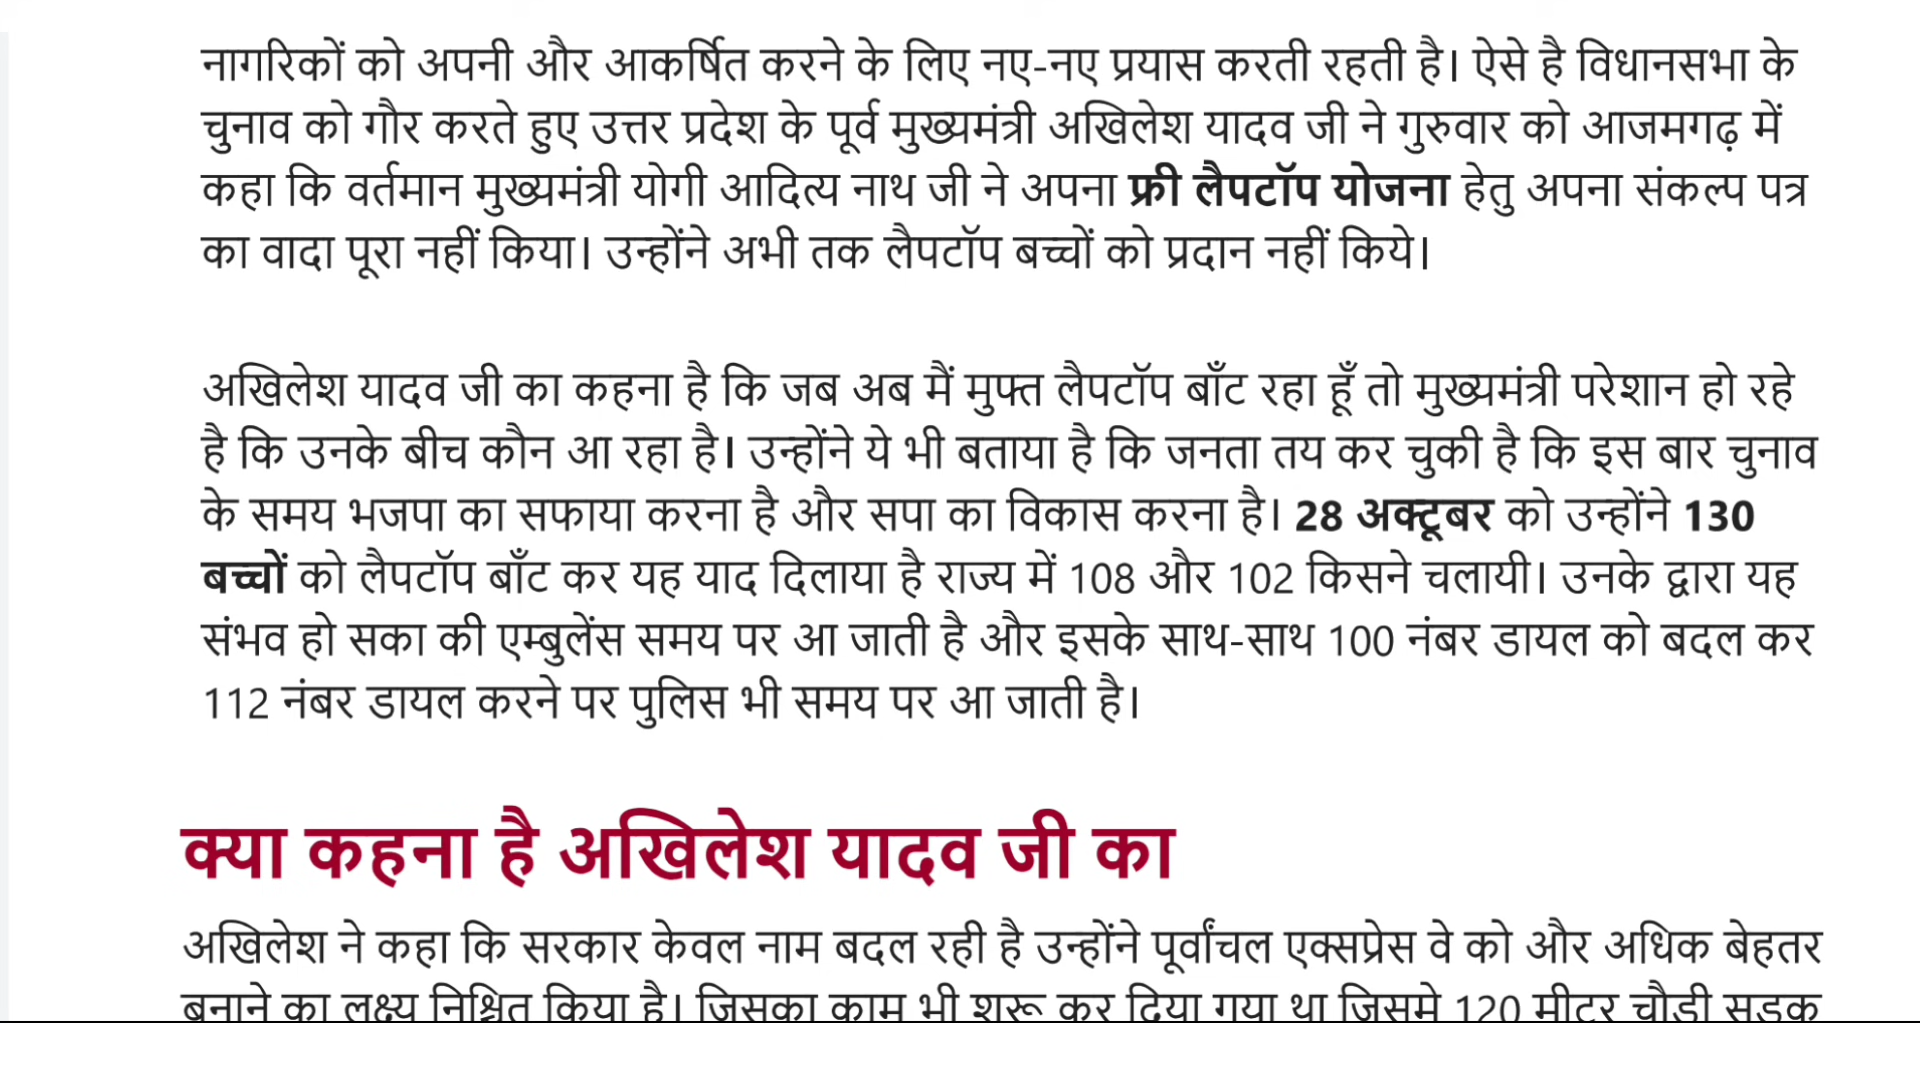 नागरिकों को अपनी और आकर्षित करने के लिए नए-नए प्रयास करती रहती है। ऐसे है विधानसभा के
चुनाव को गौर करते हुए उत्तर प्रदेश के पूर्व मुख्यमंत्री अखिलेश यादव जी ने गुरुवार को आजमगढ़ में
कहा कि वर्तमान मुख्यमंत्री योगी आदित्य नाथ जी ने अपना फ्री लैपटॉप योजना हेतु अपना संकल्प पत्र
का वादा पूरा नहीं किया। उन्होंने अभी तक लैपटॉप बच्चों को प्रदान नहीं किये।
अखिलेश यादव जी का कहना है कि जब अब मैं मुफ्त लैपटॉप बाँट रहा हूँ तो मुख्यमंत्री परेशान हो रहे
है कि उनके बीच कौन आ रहा है। उन्होंने ये भी बताया है कि जनता तय कर चुकी है कि इस बार चुनाव
के समय भजपा का सफाया करना है और सपा का विकास करना है। 28 अक्टूबर को उन्होंने 130
बच्चों को लैपटॉप बाँट कर यह याद दिलाया है राज्य में 108 और 102 किसने चलायी। उनके द्वारा यह
संभव हो सका की एम्बुलेंस समय पर आ जाती है और इसके साथ-साथ 100 नंबर डायल को बदल कर
112 नंबर डायल करने पर पुलिस भी समय पर आ जाती है।
क्या कहना है अखिलेश यादव जी का
अखिलेश ने कहा कि सरकार केवल नाम बदल रही है उन्होंने पूर्वांचल एक्सप्रेस वे को और अधिक बेहतर
बनाने का लक्ष्य निश्चित किया है। जिसका काम भी शुरू कर दिया गया था जिसमे 120 मीटर चौड़ी सड़क